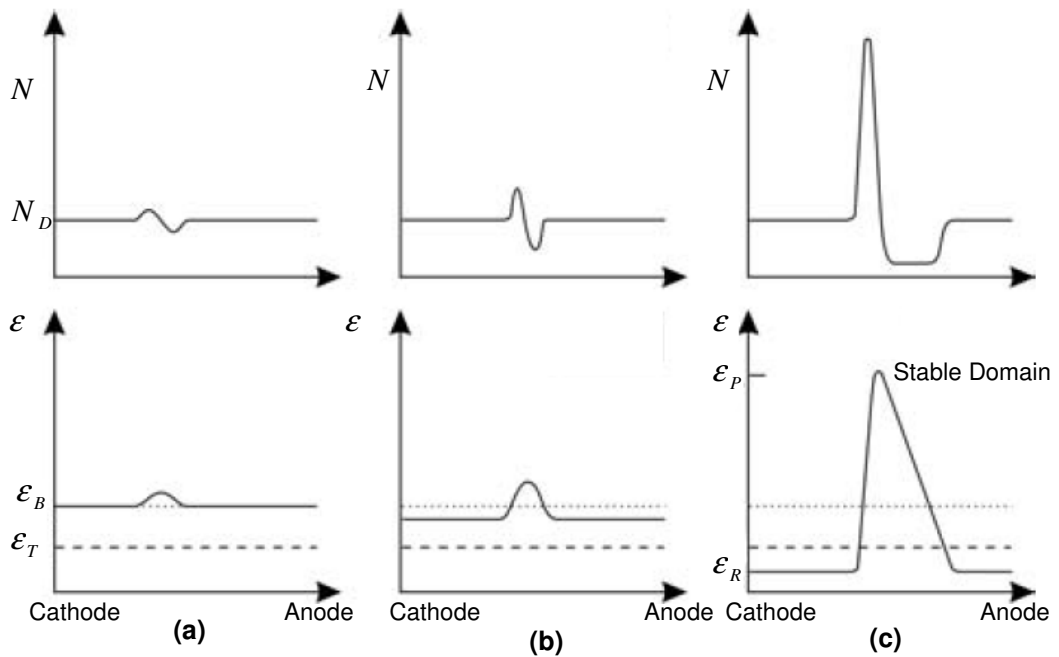 N
N
N
N_D
ε
ε
ε
ε_P
Stable Domain
ε_B
ε_T
ε_R
Cathode
Anode
Cathode
Anode
Cathode
Anode
(a)
(b)
(c)